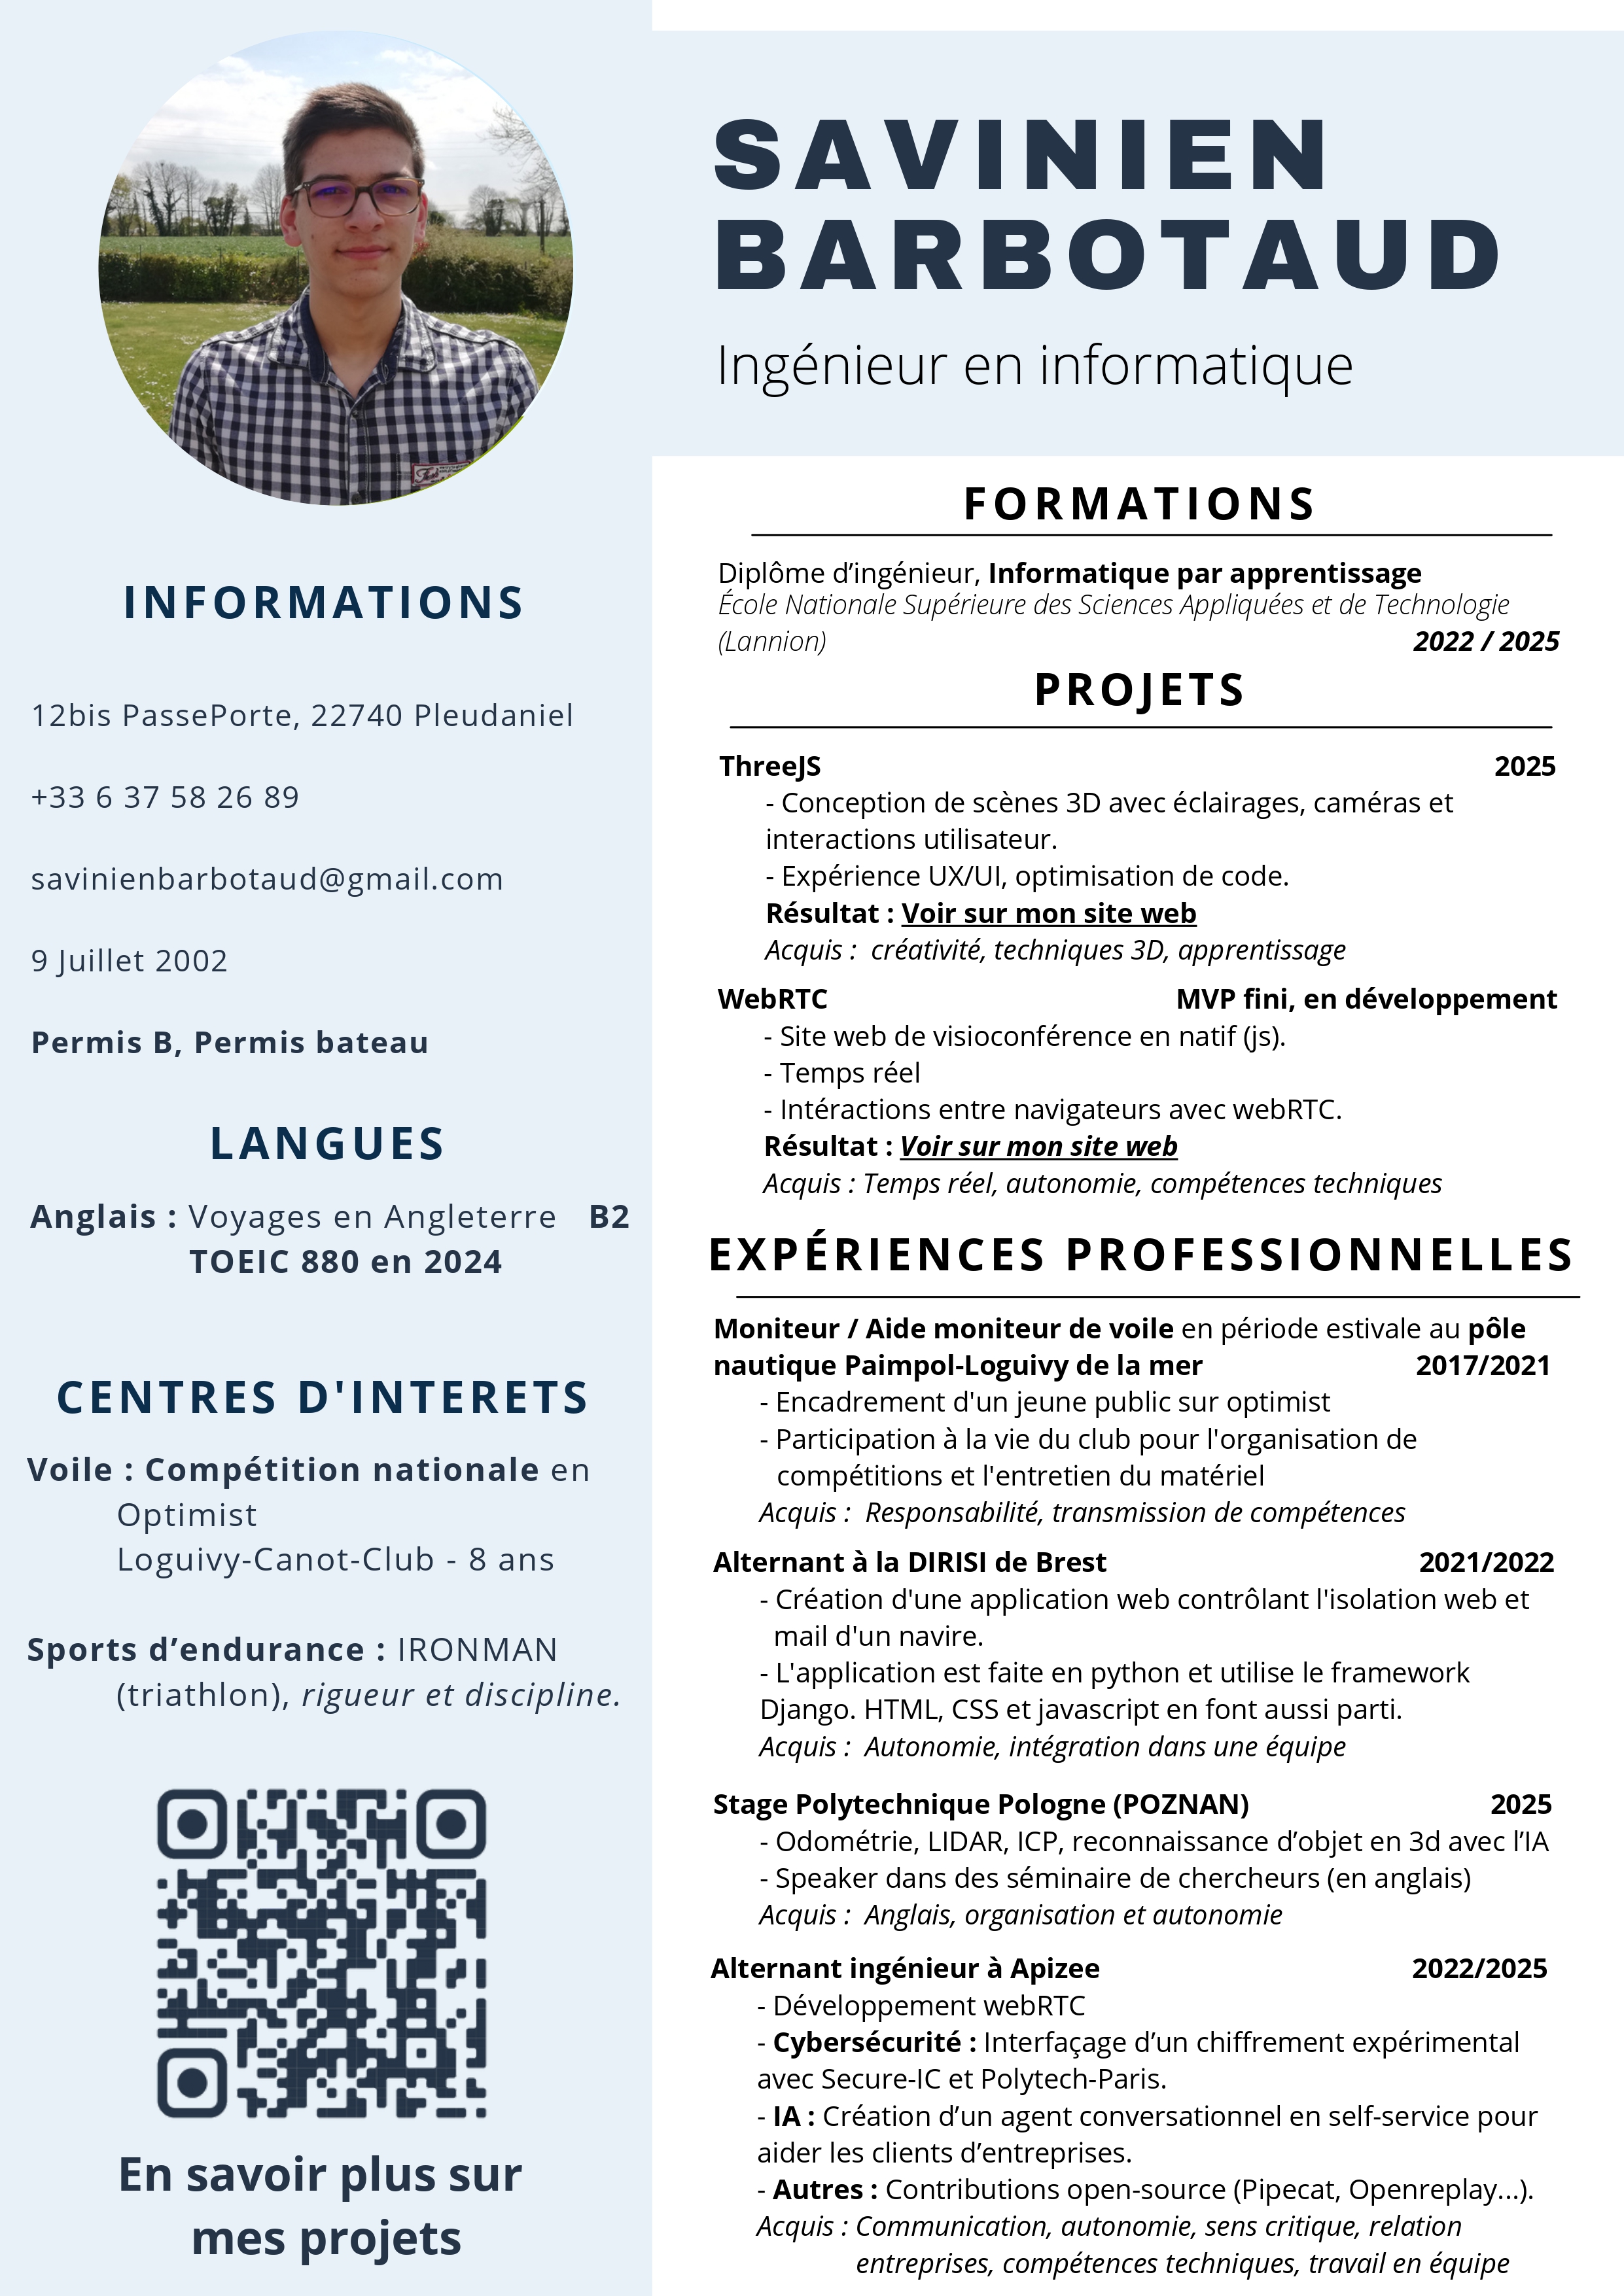 SAVINIEN
BARBOTAUD
Ingénieur en informatique
INFORMATIONS
12bis PassePorte, 22740 Pleudaniel
+33 6 37 58 26 89
savinienbarbotaud@gmail.com
9 Juillet 2002
Permis B, Permis bateau
LANGUES
Anglais : Voyages en Angleterre B2
TOEIC 880 en 2024
CENTRES D'INTERETS
Voile : Compétition nationale en
Optimist
Loguivy-Canot-Club - 8 ans
Sports d’endurance : IRONMAN
(triathlon), rigueur et discipline.
En savoir plus sur
mes projets
FORMATIONS
Diplôme d’ingénieur, Informatique par apprentissage
École Nationale Supérieure des Sciences Appliquées et de Technologie
(Lannion) 2022 / 2025
PROJETS
ThreeJS 2025
- Conception de scènes 3D avec éclairages, caméras et
interactions utilisateur.
- Expérience UX/UI, optimisation de code.
Résultat : Voir sur mon site web
Acquis : créativité, techniques 3D, apprentissage
WebRTC MVP fini, en développement
- Site web de visioconférence en natif (js).
- Temps réel
- Intéractions entre navigateurs avec webRTC.
Résultat : Voir sur mon site web
Acquis : Temps réel, autonomie, compétences techniques
EXPÉRIENCES PROFESSIONNELLES
Moniteur / Aide moniteur de voile en période estivale au pôle
nautique Paimpol-Loguivy de la mer 2017/2021
- Encadrement d'un jeune public sur optimist
- Participation à la vie du club pour l'organisation de
compétitions et l'entretien du matériel
Acquis : Responsabilité, transmission de compétences
Alternant à la DIRISI de Brest 2021/2022
- Création d'une application web contrôlant l'isolation web et
mail d'un navire.
- L'application est faite en python et utilise le framework
Django. HTML, CSS et javascript en font aussi parti.
Acquis : Autonomie, intégration dans une équipe
Stage Polytechnique Pologne (POZNAN) 2025
- Odométrie, LIDAR, ICP, reconnaissance d’objet en 3d avec l’IA
- Speaker dans des séminaire de chercheurs (en anglais)
Acquis : Anglais, organisation et autonomie
Alternant ingénieur à Apizee 2022/2025
- Développement webRTC
- Cybersécurité : Interfaçage d’un chiffrement expérimental
avec Secure-IC et Polytech-Paris.
- IA : Création d’un agent conversationnel en self-service pour
aider les clients d’entreprises.
- Autres : Contributions open-source (Pipecat, Openreplay...).
Acquis : Communication, autonomie, sens critique, relation
entreprises, compétences techniques, travail en équipe